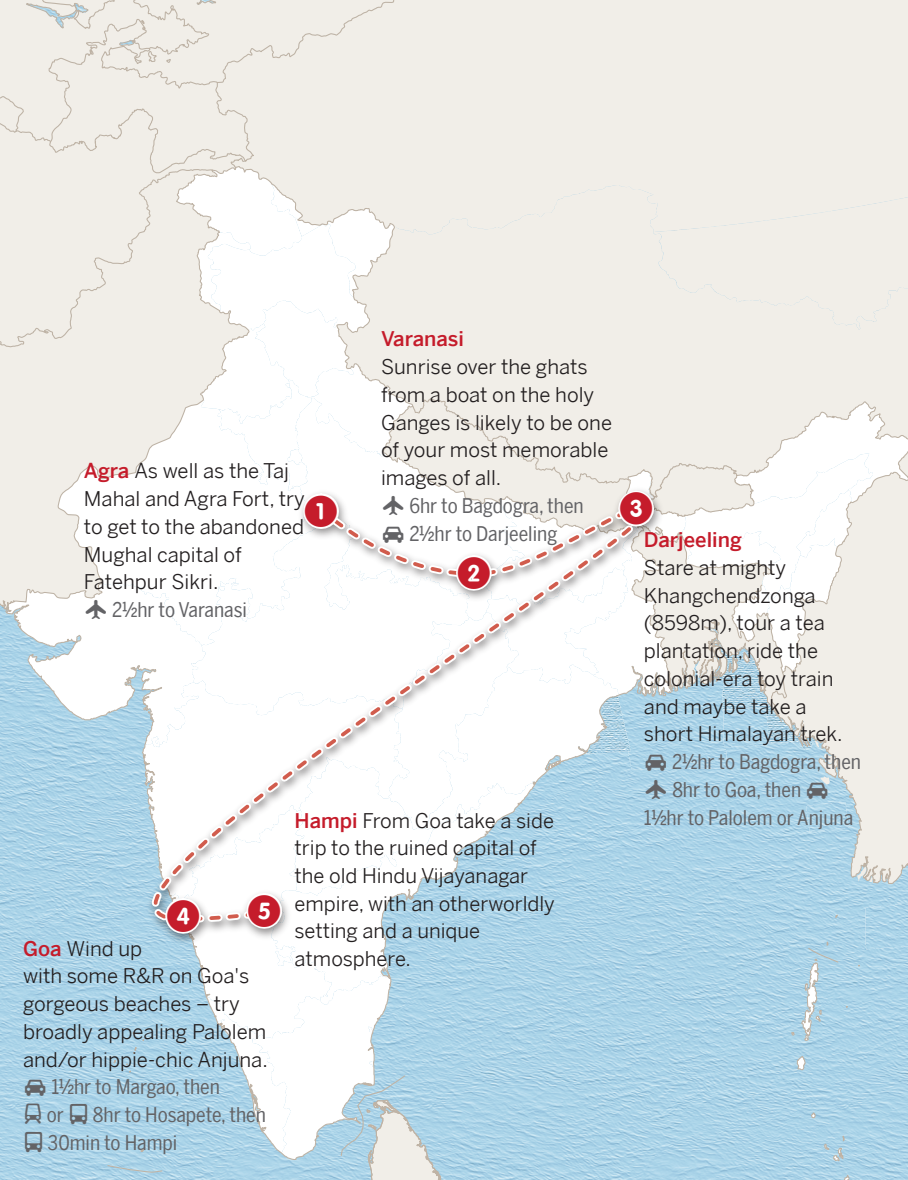 Varanasi
Sunrise over the ghats
from a boat on the holy
Ganges is likely to be one
of your most memorable
images of all.
6hr to Bagdogra, then
2½hr to Darjeeling
Agra As well as the Taj
Mahal and Agra Fort, try
to get to the abandoned
Mughal capital of
Fatehpur Sikri.
2½hr to Varanasi
1
2
3
Darjeeling
Stare at mighty
Khangchendzonga
(8598m), tour a tea
plantation, ride the
colonial-era toy train
and maybe take a
short Himalayan trek.
2½hr to Bagdogra, then
8hr to Goa, then
1½hr to Palolem or Anjuna
Hampi From Goa take a side
trip to the ruined capital of
the old Hindu Vijayanagar
empire, with an otherworldly
setting and a unique
atmosphere.
4
5
Goa Wind up
with some R&R on Goa's
gorgeous beaches – try
broadly appealing Palolem
and/or hippie-chic Anjuna.
1½hr to Margao, then
or 8hr to Hosapete, then
30min to Hampi